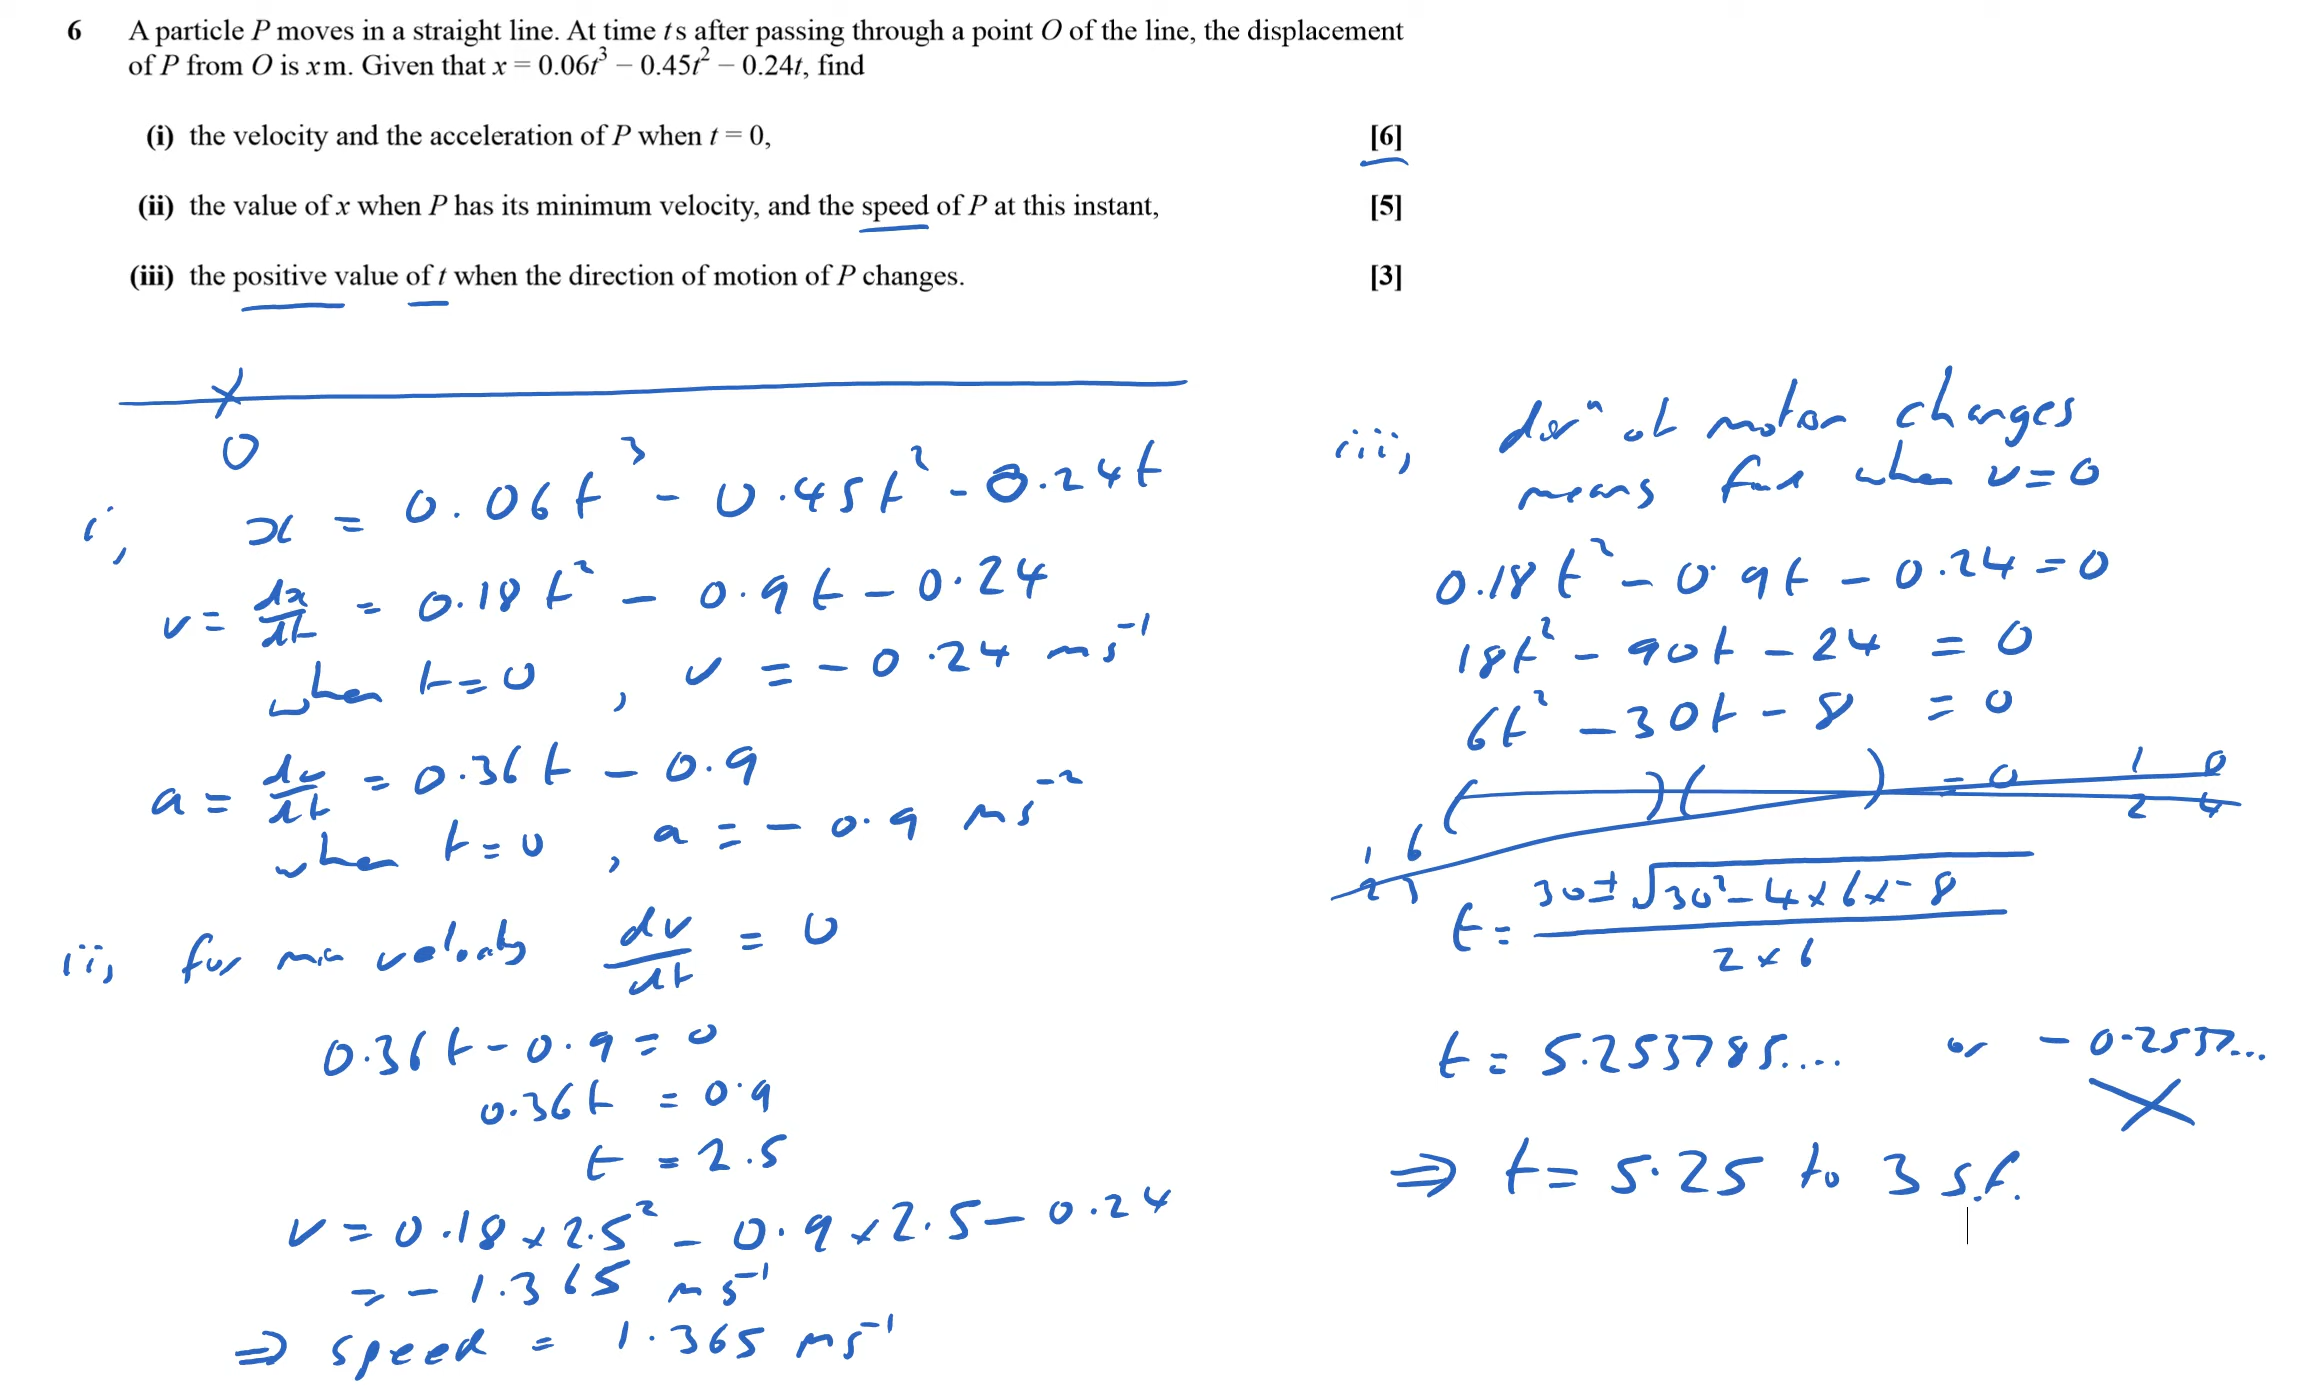 6 A particle P moves in a straight line. At time t s after passing through a point O of the line, the displacement
of P from O is x m. Given that x = 0.06t³ – 0.45t² – 0.24t, find
(i) the velocity and the acceleration of P when t = 0, [6]
(ii) the value of x when P has its minimum velocity, and the speed of P at this instant, [5]
(iii) the positive value of t when the direction of motion of P changes. [3]
O
i, x = 0.06t³ - 0.45t² - 0.24t
v = dx/dt = 0.18t² - 0.9t - 0.24
when t=0, v = -0.24 ms⁻¹
a = dv/dt = 0.36t - 0.9
when t=0, a = -0.9 ms⁻²
ii, for min velocity dv/dt = 0
0.36t - 0.9 = 0
0.36t = 0.9
t = 2.5
v = 0.18 × 2.5² - 0.9 × 2.5 - 0.24
= -1.365 ms⁻¹
⇒ speed = 1.365 ms⁻¹
iii, dirⁿ of motion changes
means find when v=0
0.18t² - 0.9t - 0.24 = 0
18t² - 90t - 24 = 0
6t² - 30t - 8 = 0
( )( ) = 0 1 8
2 4
1 6
2 3
t = (30 ± √(30² - 4×6×-8))/(2×6)
t = 5.253785.... or -0.2537...
⇒ t = 5.25 to 3 s.f.